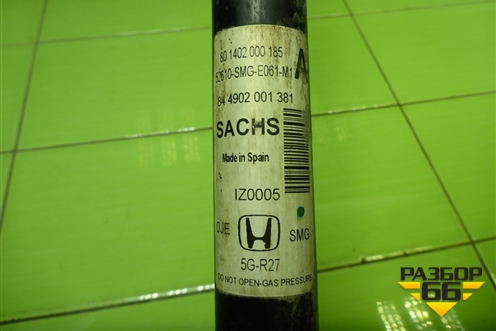 80 1402 000 185
52610-SMG-E061-M1
A
84 4902 001 381
SACHS
Made in Spain
IZ0005
OJE
SMG
5G-R27
DO NOT OPEN-GAS PRESSURE
РАЗБОР
66